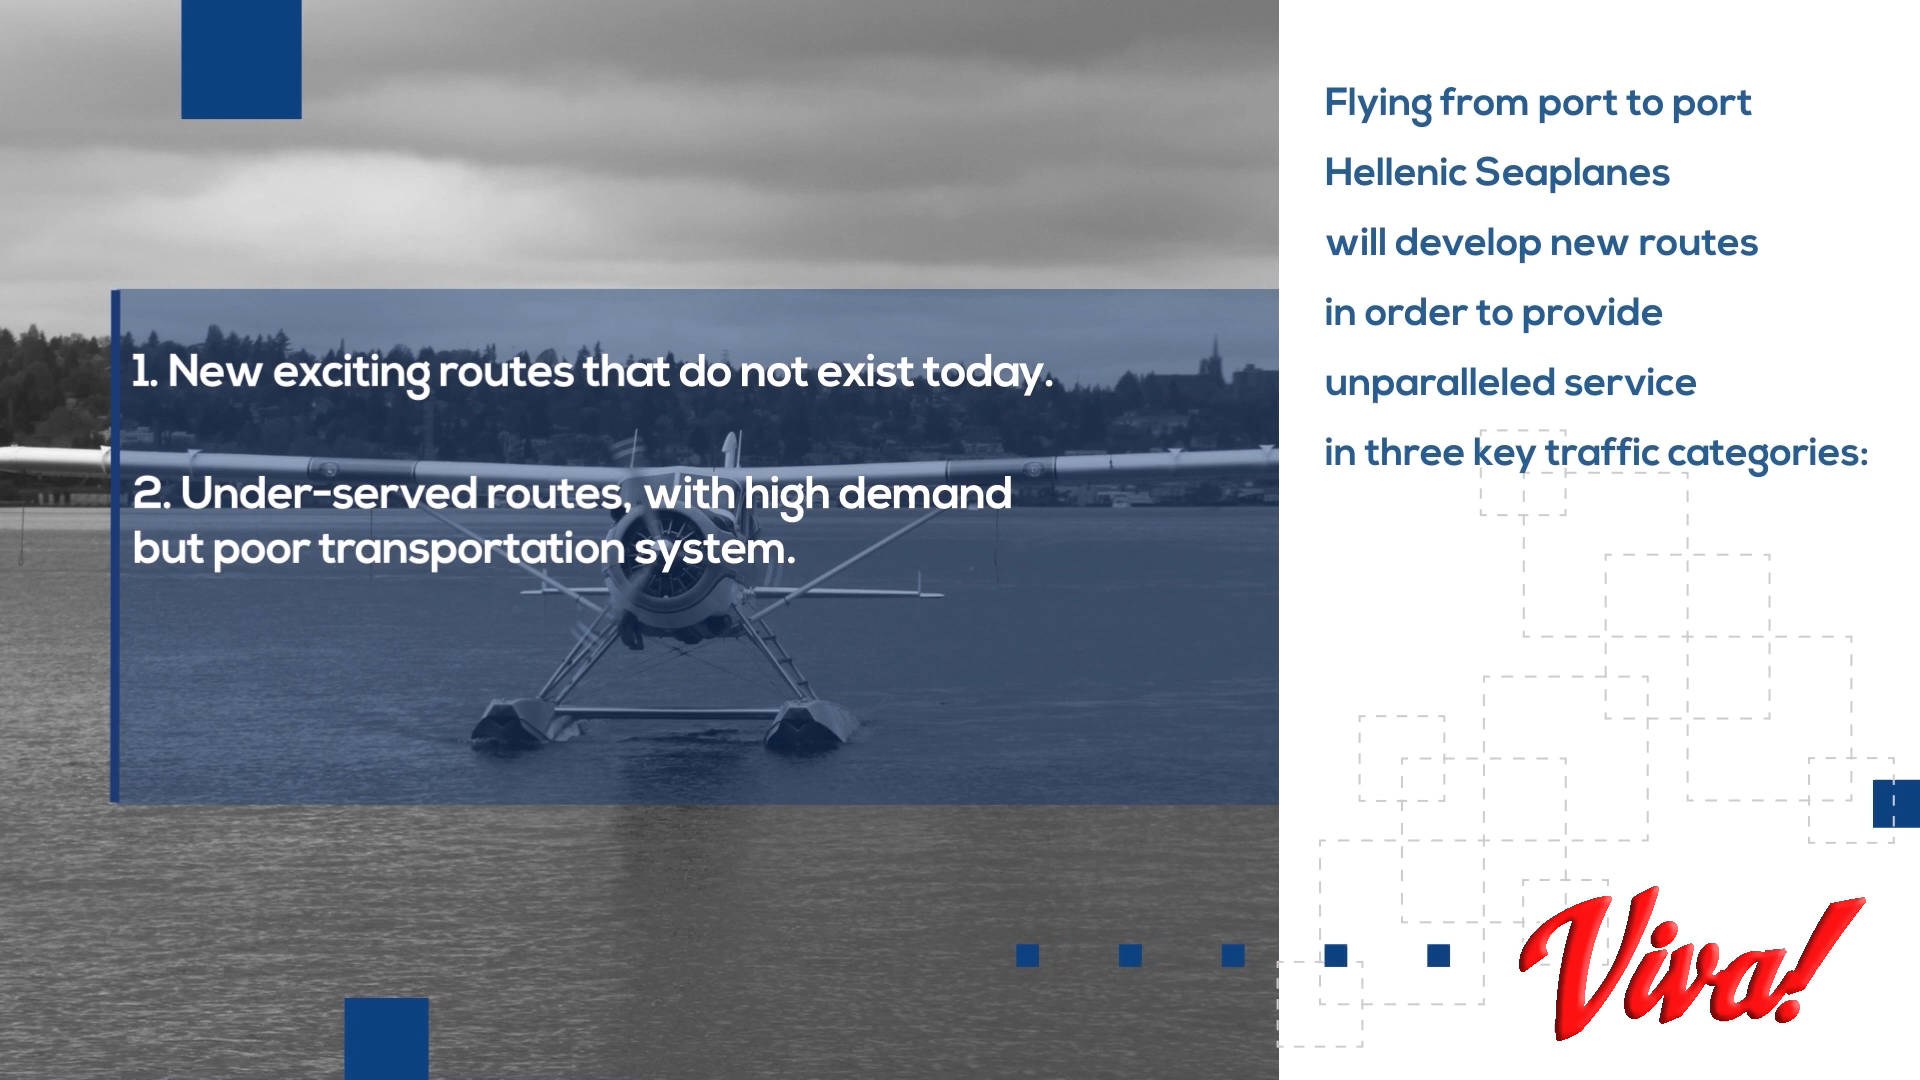 Flying from port to port
Hellenic Seaplanes
will develop new routes
in order to provide
unparalleled service
in three key traffic categories:
1. New exciting routes that do not exist today.
2. Under-served routes, with high demand
but poor transportation system.
Viva!